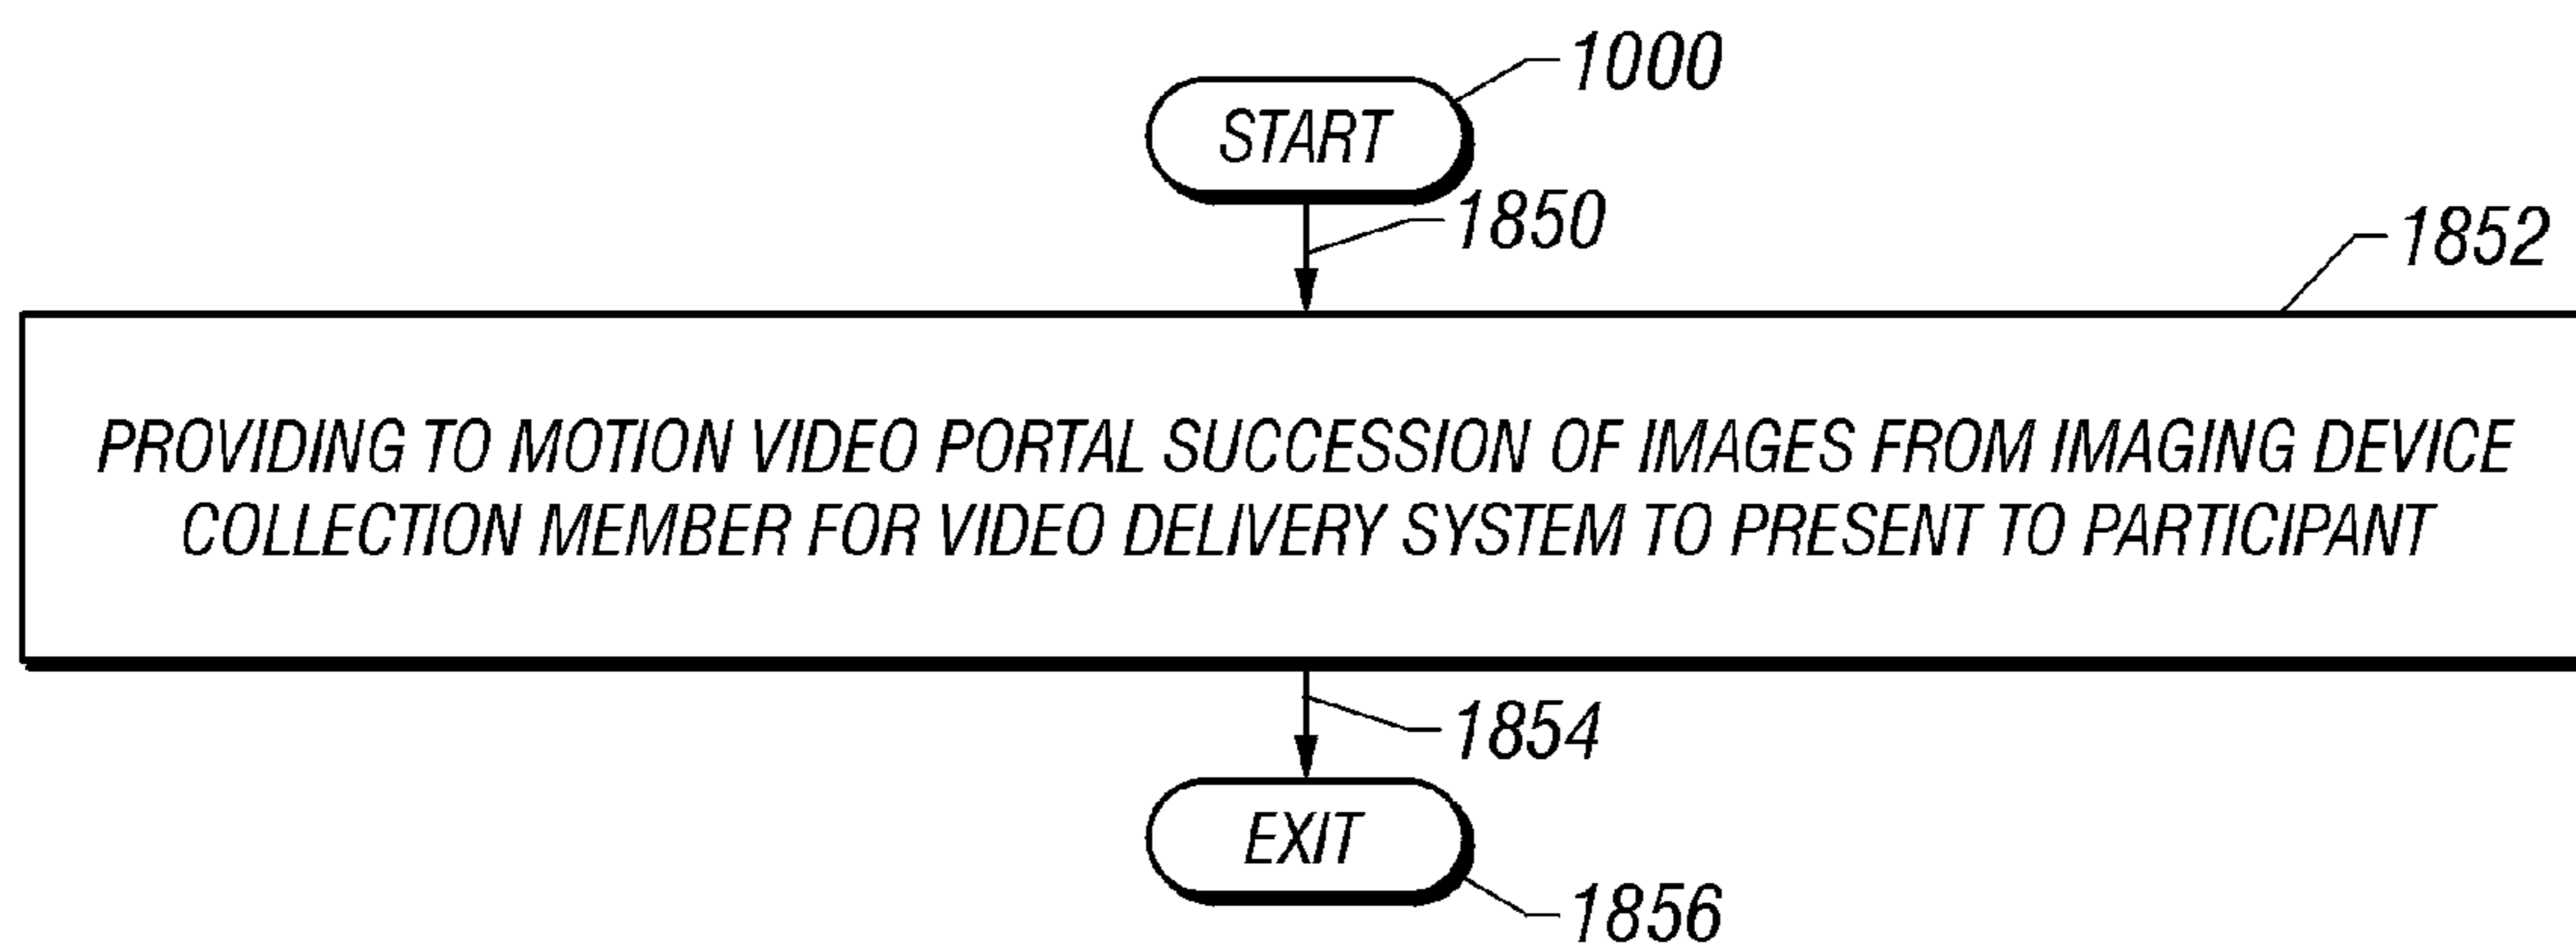 1000
START
1850
1852
PROVIDING TO MOTION VIDEO PORTAL SUCCESSION OF IMAGES FROM IMAGING DEVICE
COLLECTION MEMBER FOR VIDEO DELIVERY SYSTEM TO PRESENT TO PARTICIPANT
1854
EXIT
1856